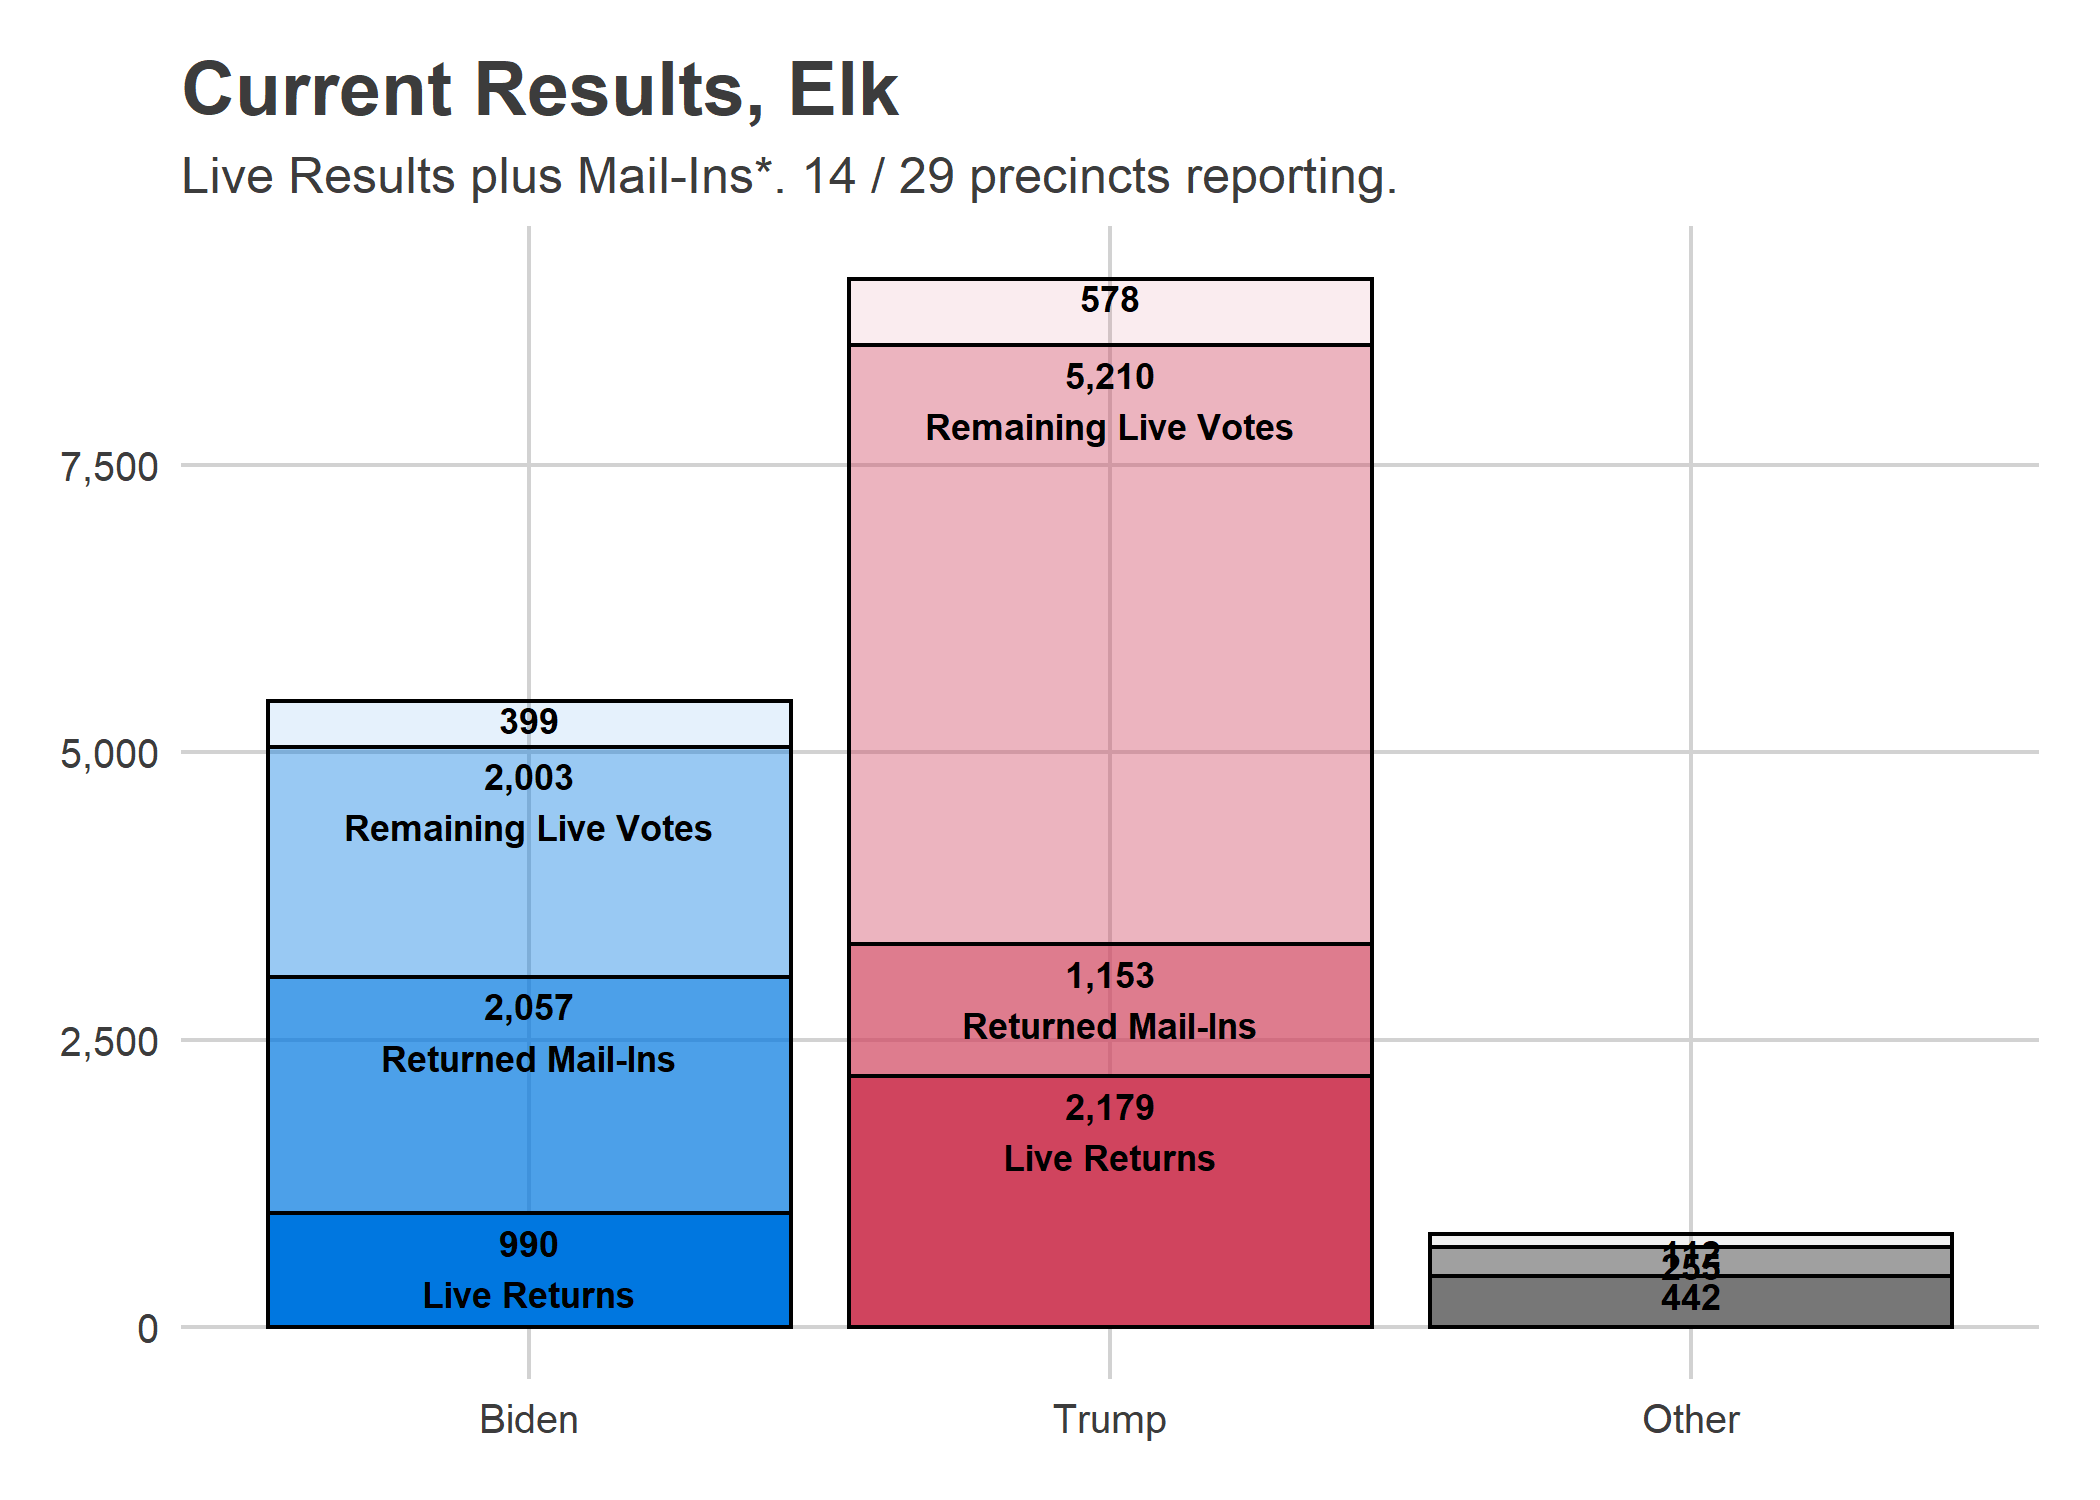 Current Results, Elk
Live Results plus Mail-Ins*. 14 / 29 precincts reporting.
578
5,210
Remaining Live Votes
7,500
399
5,000
2,003
Remaining Live Votes
1,153
Returned Mail-Ins
2,057
Returned Mail-Ins
2,500
2,179
Live Returns
990
Live Returns
112
255
442
0
Biden
Trump
Other